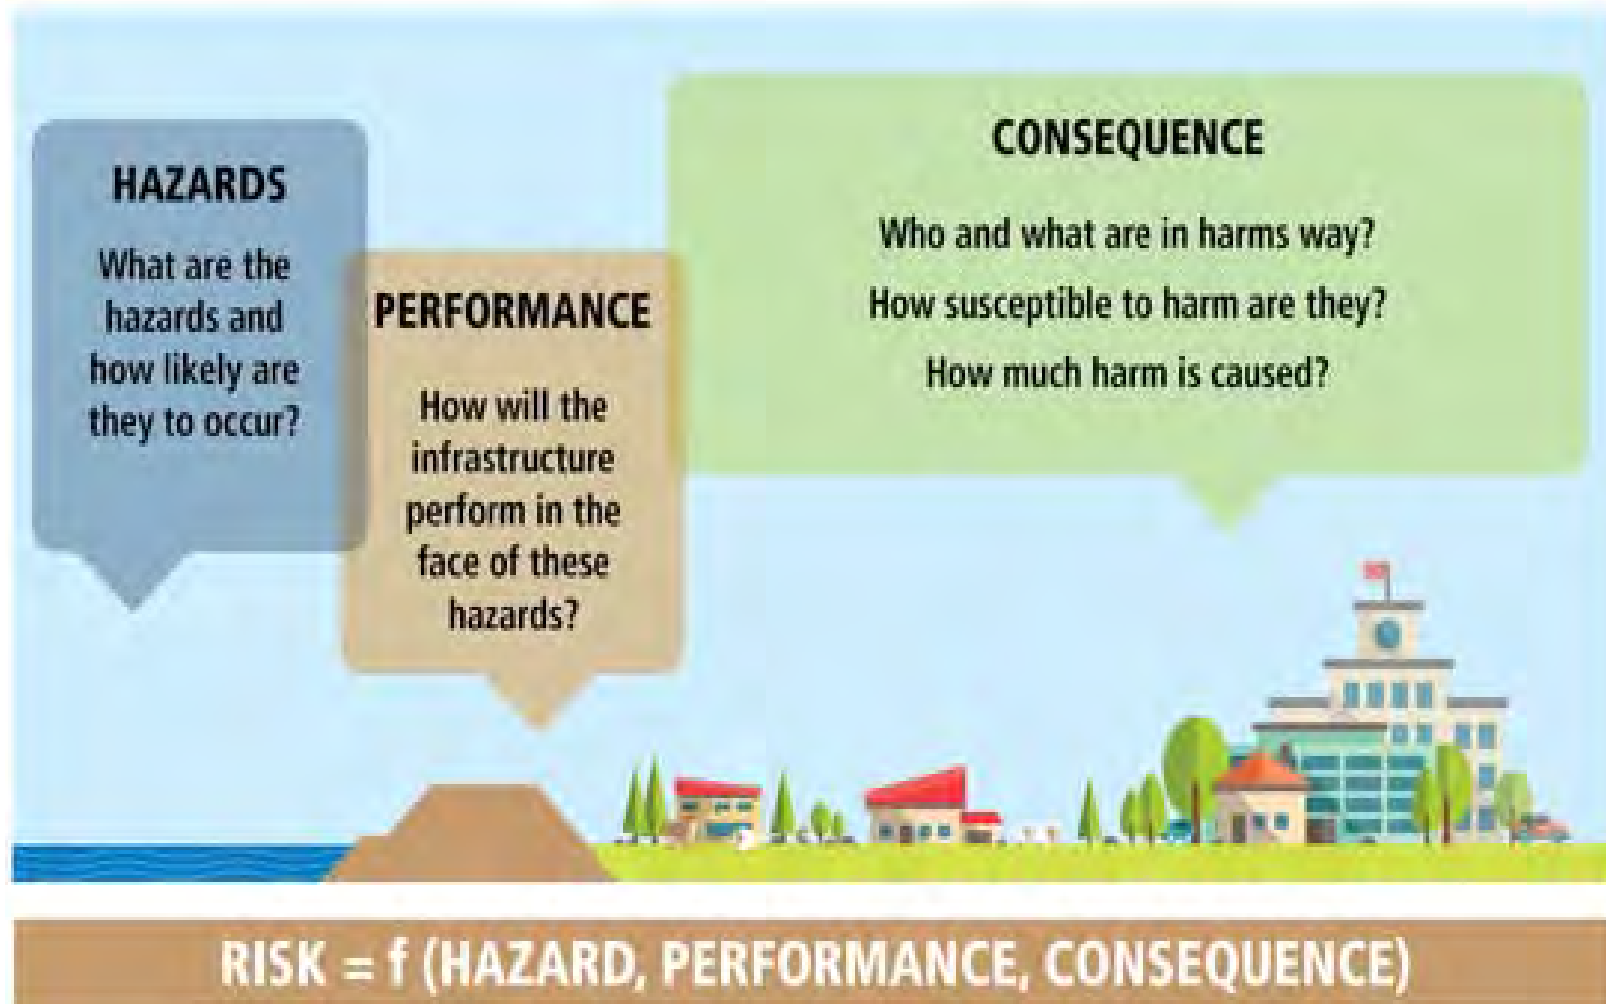 HAZARDS
What are the
hazards and
how likely are
they to occur?
PERFORMANCE
How will the
infrastructure
perform in the
face of these
hazards?
CONSEQUENCE
Who and what are in harms way?
How susceptible to harm are they?
How much harm is caused?
RISK = f (HAZARD, PERFORMANCE, CONSEQUENCE)